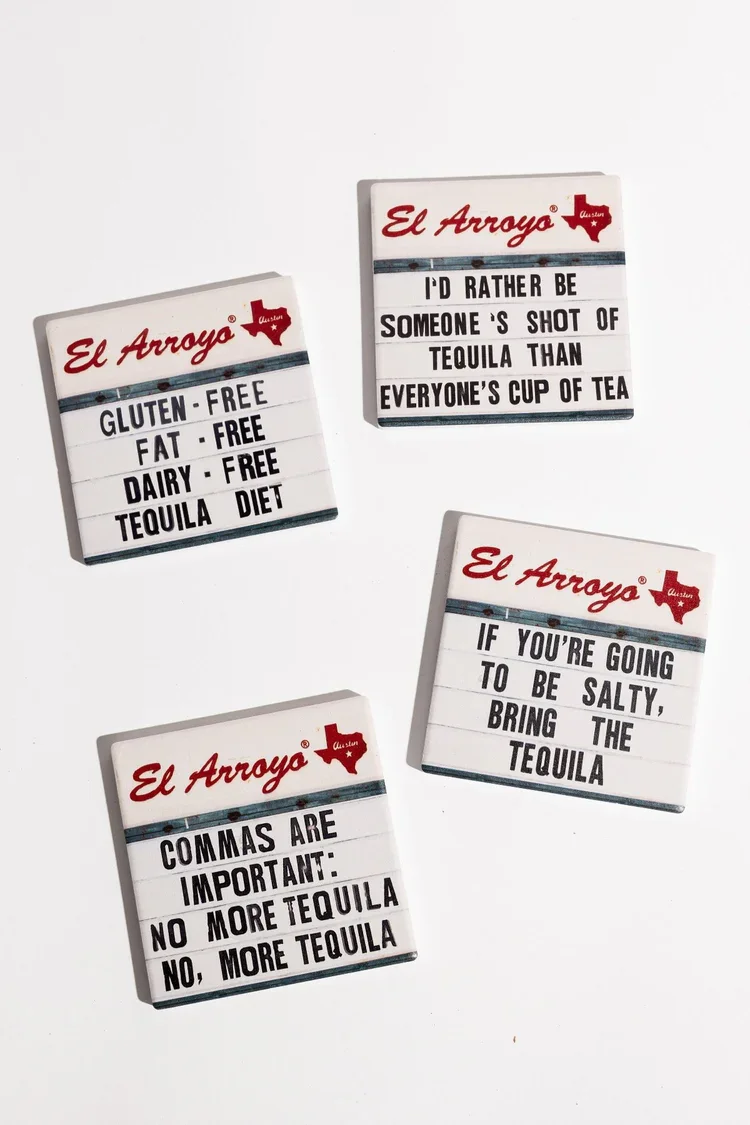 El Arroyo®
Austin
I'D RATHER BE
SOMEONE 'S SHOT OF
TEQUILA THAN
EVERYONE'S CUP OF TEA
El Arroyo®
Austin
GLUTEN - FREE
FAT - FREE
DAIRY - FREE
TEQUILA DIET
El Arroyo®
Austin
IF YOU'RE GOING
TO BE SALTY,
BRING THE
TEQUILA
El Arroyo®
Austin
COMMAS ARE
IMPORTANT:
NO MORE TEQUILA
NO, MORE TEQUILA